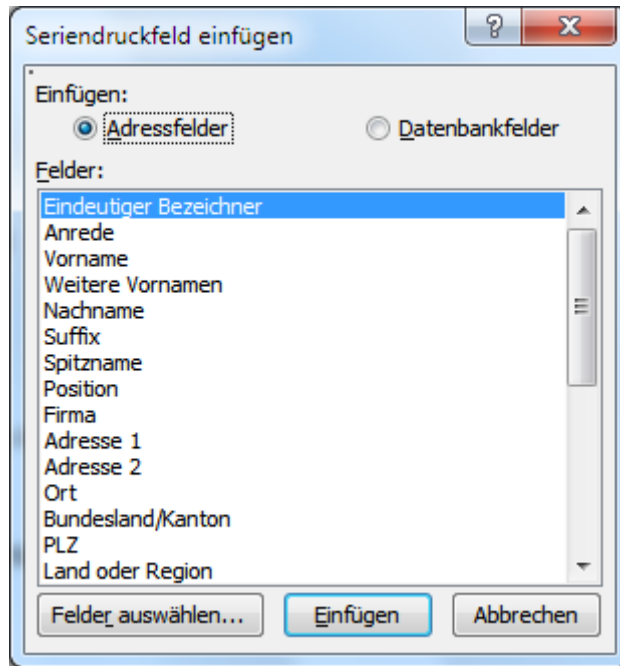 Seriendruckfeld einfügen
Einfügen:
Adressfelder Datenbankfelder
Felder:
Eindeutiger Bezeichner
Anrede
Vorname
Weitere Vornamen
Nachname
Suffix
Spitzname
Position
Firma
Adresse 1
Adresse 2
Ort
Bundesland/Kanton
PLZ
Land oder Region
Felder auswählen... Einfügen Abbrechen